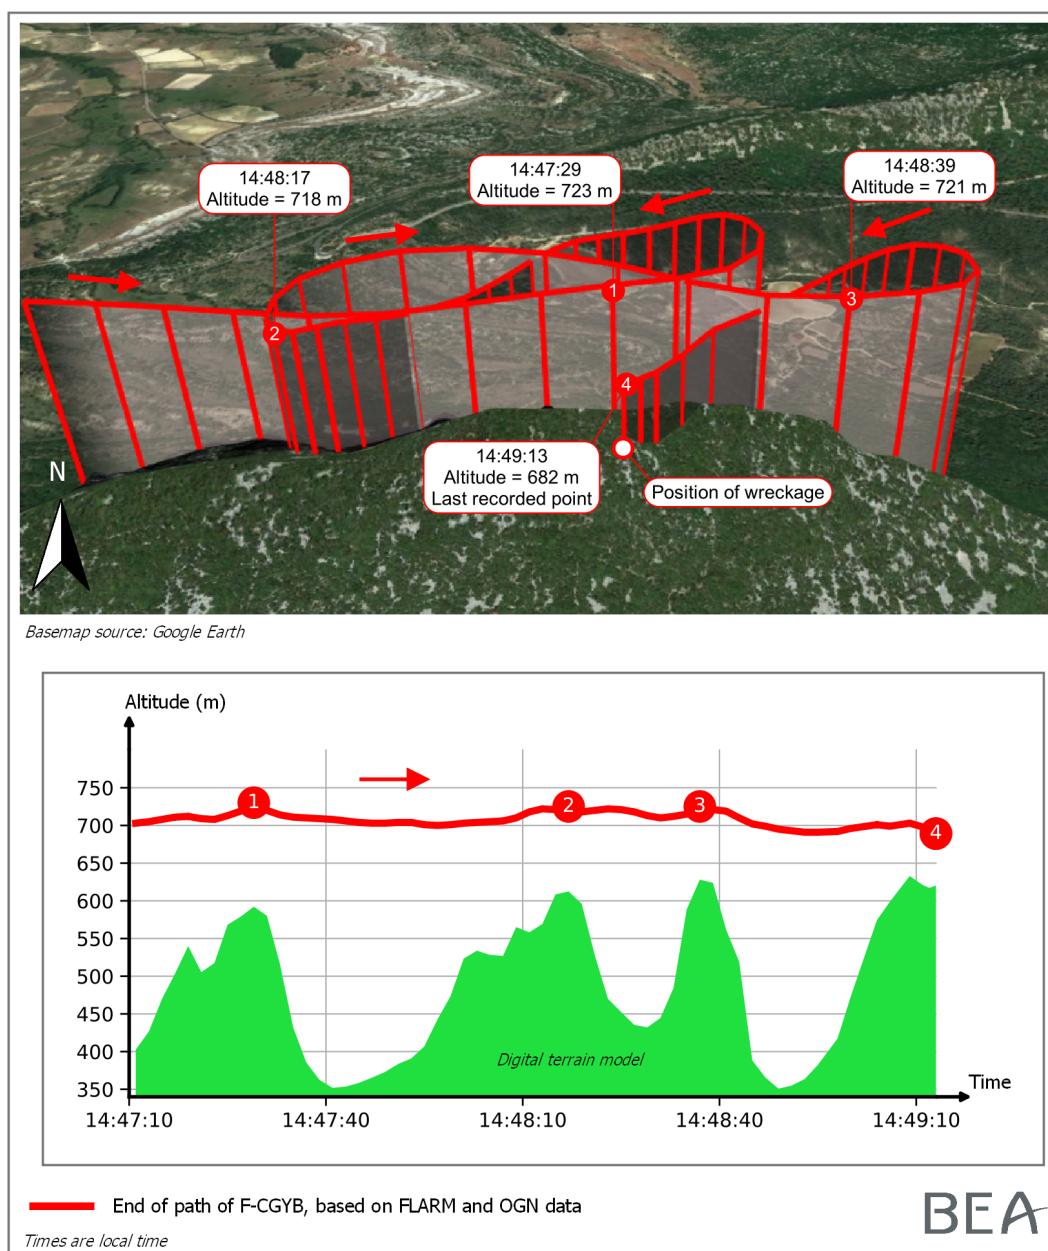 14:48:17
Altitude = 718 m
14:47:29
Altitude = 723 m
14:48:39
Altitude = 721 m
1
2
3
4
14:49:13
Altitude = 682 m
Last recorded point
Position of wreckage
N
Basemap source: Google Earth
Altitude (m)
750
700
650
600
550
500
450
400
350
1
2
3
4
Digital terrain model
Time
14:47:10
14:47:40
14:48:10
14:48:40
14:49:10
End of path of F-CGYB, based on FLARM and OGN data
BEA
Times are local time